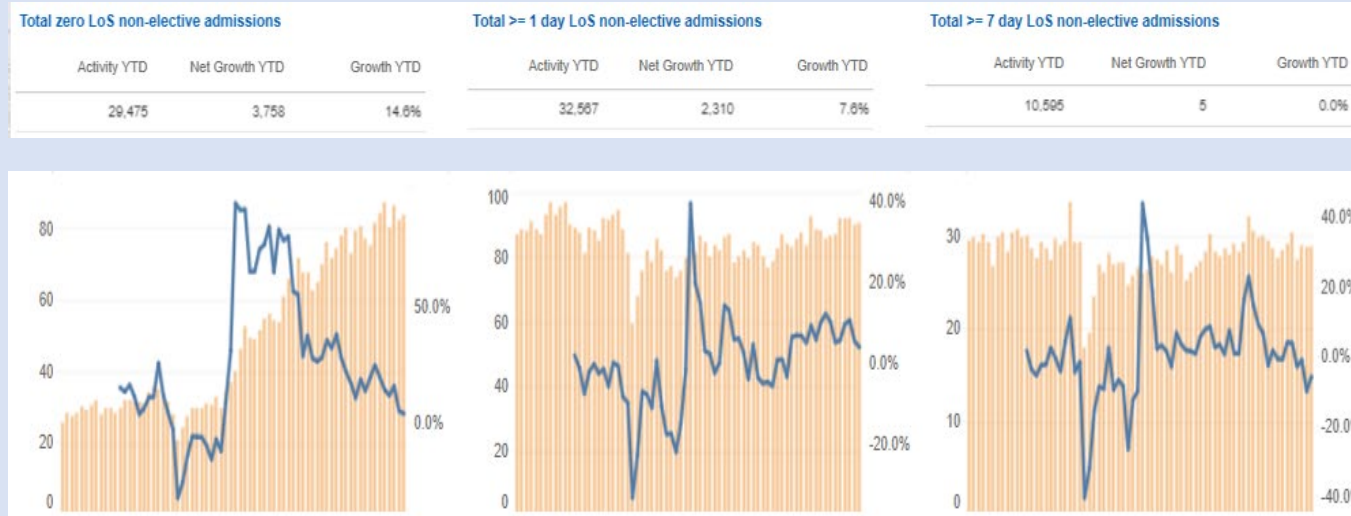 Total zero LoS non-elective admissions
Activity YTD Net Growth YTD Growth YTD
29,475 3,758 14.6%
Total >= 1 day LoS non-elective admissions
Activity YTD Net Growth YTD Growth YTD
32,567 2,310 7.6%
Total >= 7 day LoS non-elective admissions
Activity YTD Net Growth YTD Growth YTD
10,595 5 0.0%
80
60
40
20
0
50.0%
0.0%
100
80
60
40
20
0
40.0%
20.0%
0.0%
-20.0%
30
20
10
0
40.0%
20.0%
0.0%
-20.0%
-40.0%